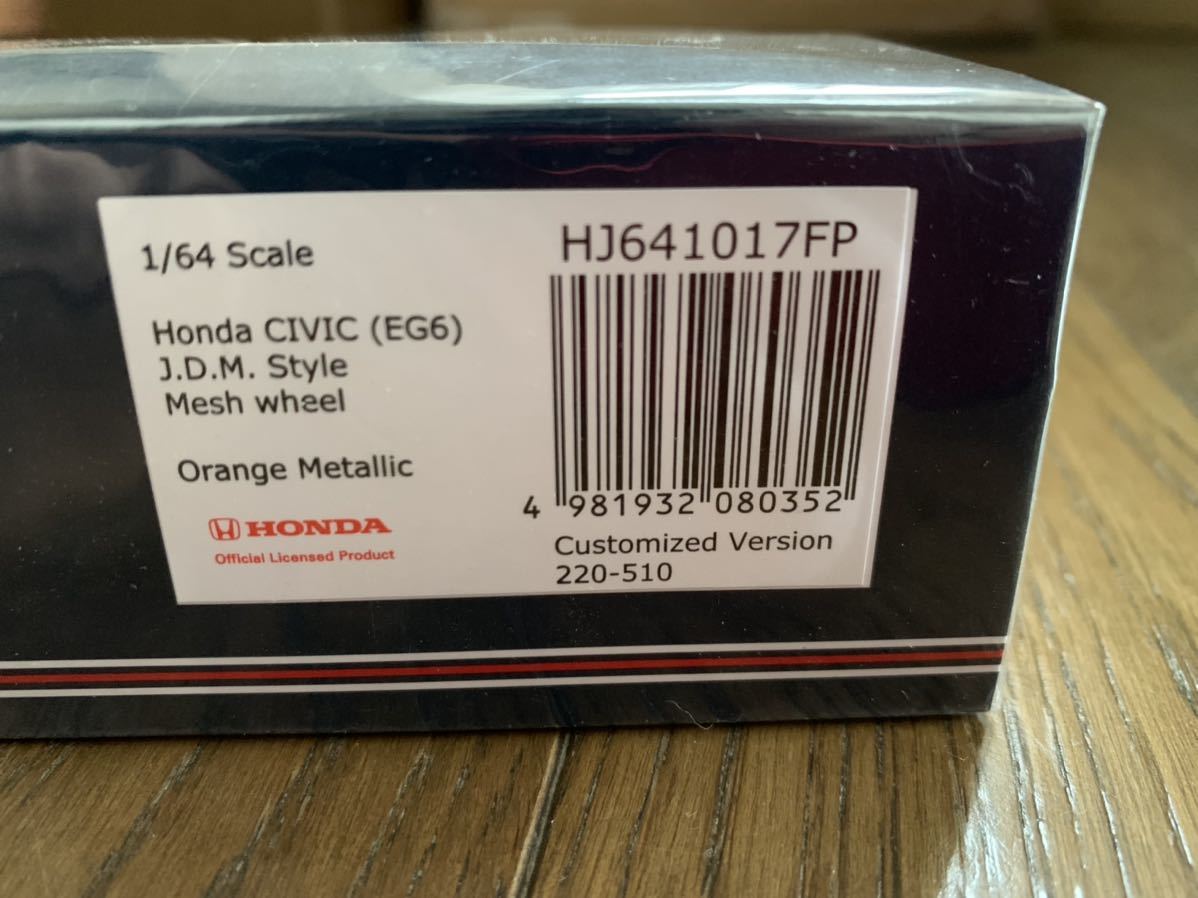 1/64 Scale
Honda CIVIC (EG6)
J.D.M. Style
Mesh wheel
Orange Metallic
HONDA
Official Licensed Product
HJ641017FP
4 981932 080352
Customized Version
220-510